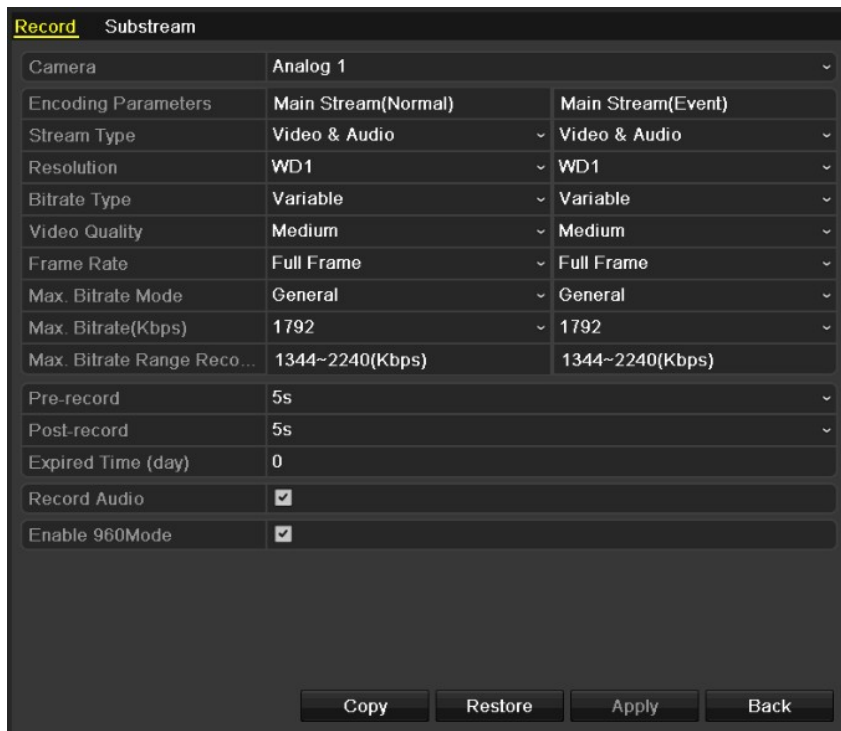 Record Substream
Camera Analog 1
Encoding Parameters Main Stream(Normal) Main Stream(Event)
Stream Type Video & Audio Video & Audio
Resolution WD1 WD1
Bitrate Type Variable Variable
Video Quality Medium Medium
Frame Rate Full Frame Full Frame
Max. Bitrate Mode General General
Max. Bitrate(Kbps) 1792 1792
Max. Bitrate Range Reco... 1344~2240(Kbps) 1344~2240(Kbps)
Pre-record 5s
Post-record 5s
Expired Time (day) 0
Record Audio
Enable 960Mode
Copy Restore Apply Back